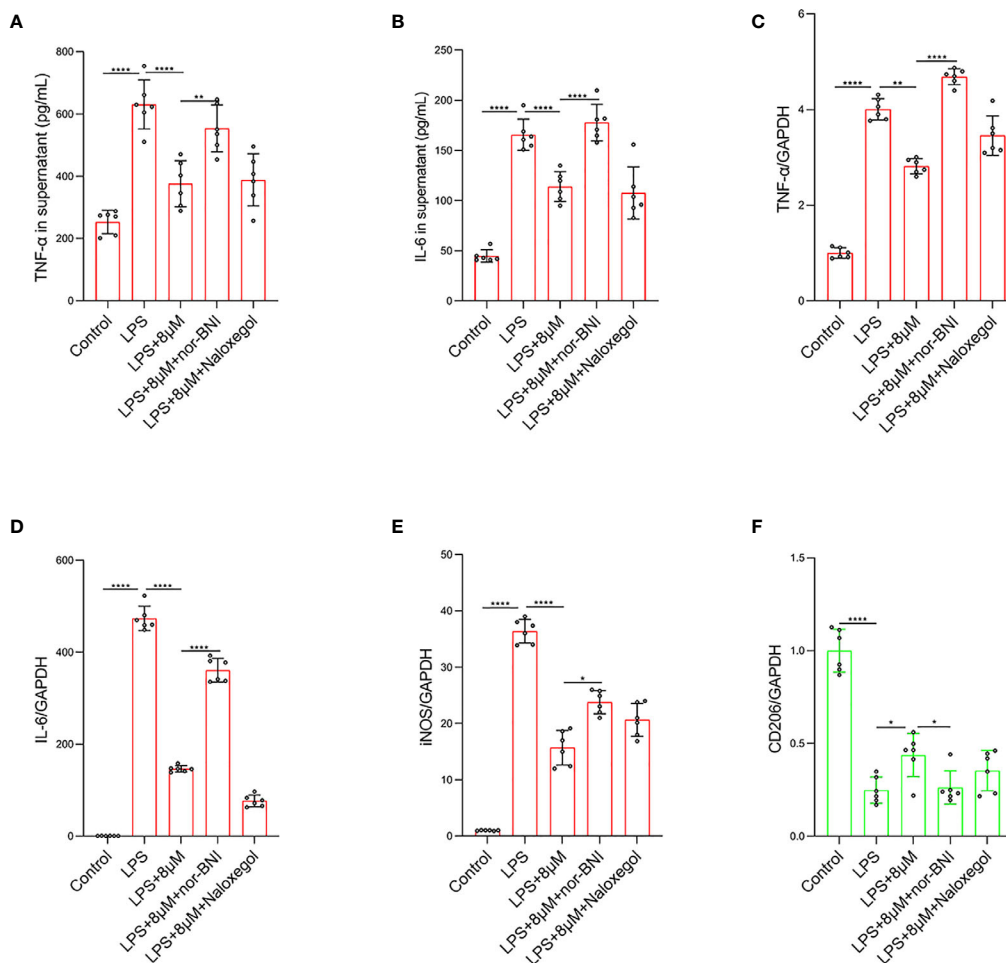 A
TNF-α in supernatant (pg/mL)
800
600
400
200
0
**** **** **
Control
LPS
LPS+8μM
LPS+8μM+nor-BNI
LPS+8μM+Naloxegol
B
IL-6 in supernatant (pg/mL)
250
200
150
100
50
0
**** **** ****
Control
LPS
LPS+8μM
LPS+8μM+nor-BNI
LPS+8μM+Naloxegol
C
TNF-α/GAPDH
6
4
2
0
**** ** ****
Control
LPS
LPS+8μM
LPS+8μM+nor-BNI
LPS+8μM+Naloxegol
D
IL-6/GAPDH
600
400
200
0
**** **** ****
Control
LPS
LPS+8μM
LPS+8μM+nor-BNI
LPS+8μM+Naloxegol
E
iNOS/GAPDH
50
40
30
20
10
0
**** **** *
Control
LPS
LPS+8μM
LPS+8μM+nor-BNI
LPS+8μM+Naloxegol
F
CD206/GAPDH
1.5
1.0
0.5
0.0
**** * *
Control
LPS
LPS+8μM
LPS+8μM+nor-BNI
LPS+8μM+Naloxegol